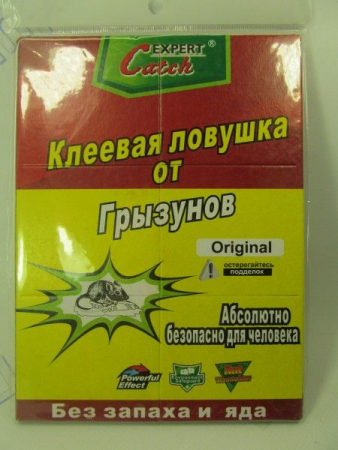 EXPERT
Catch ®
Клеевая ловушка
от
Грызунов
Original
остерегайтесь
подделок
Абсолютно
безопасно для человека
Powerful
Effect
Без запаха и яда